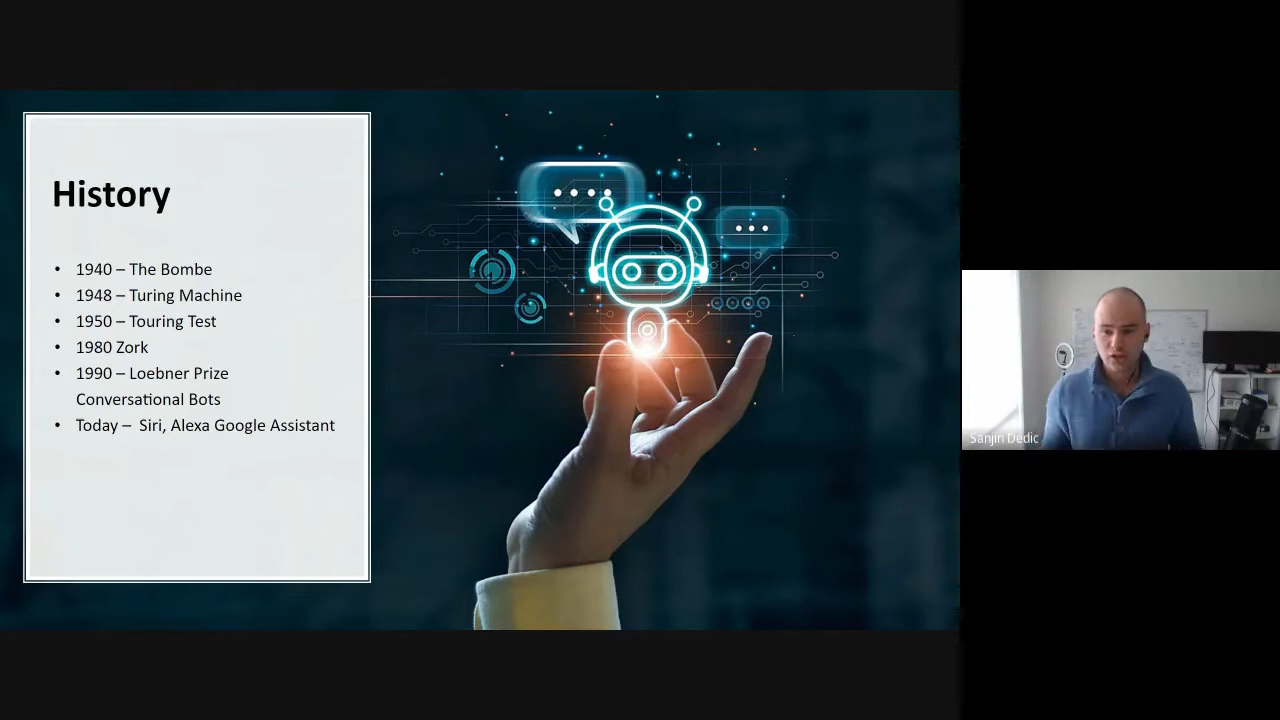 History
• 1940 – The Bombe
• 1948 – Turing Machine
• 1950 – Touring Test
• 1980 Zork
• 1990 – Loebner Prize
Conversational Bots
• Today –  Siri, Alexa Google Assistant
Sanjin Dedic